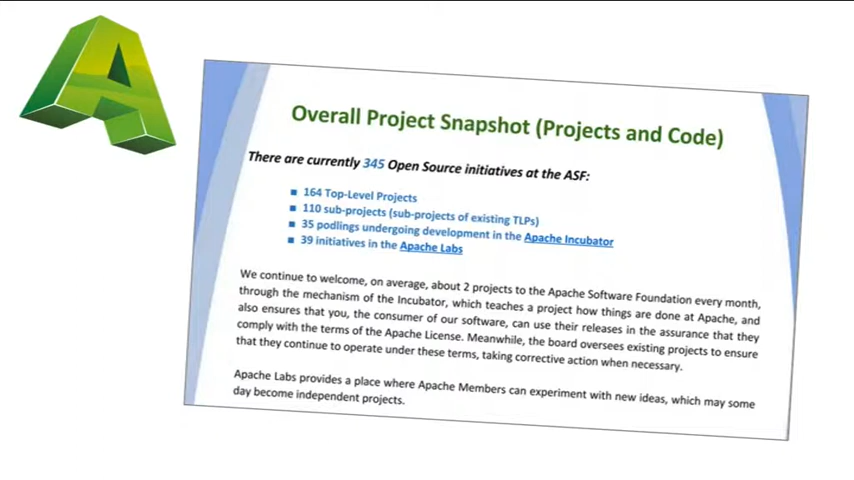 Overall Project Snapshot (Projects and Code)
There are currently 345 Open Source initiatives at the ASF:
■ 164 Top-Level Projects
■ 110 sub-projects (sub-projects of existing TLPs)
■ 35 podlings undergoing development in the Apache Incubator
■ 39 initiatives in the Apache Labs
We continue to welcome, on average, about 2 projects to the Apache Software Foundation every month,
through the mechanism of the Incubator, which teaches a project how things are done at Apache, and
also ensures that you, the consumer of our software, can use their releases in the assurance that they
comply with the terms of the Apache License. Meanwhile, the board oversees existing projects to ensure
that they continue to operate under these terms, taking corrective action when necessary.
Apache Labs provides a place where Apache Members can experiment with new ideas, which may some
day become independent projects.